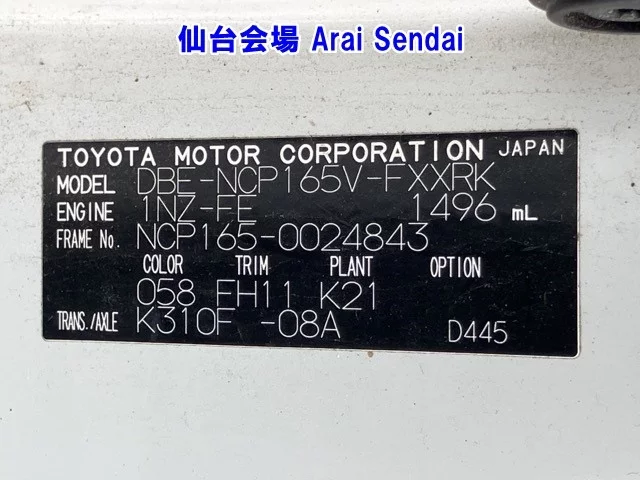 仙台会場 Arai Sendai
TOYOTA MOTOR CORPORATION JAPAN
MODEL DBE-NCP165V-FXXRK
ENGINE 1NZ-FE 1496 mL
FRAME No. NCP165-0024843
COLOR TRIM PLANT OPTION
058 FH11 K21
TRANS./AXLE K310F -08A D445